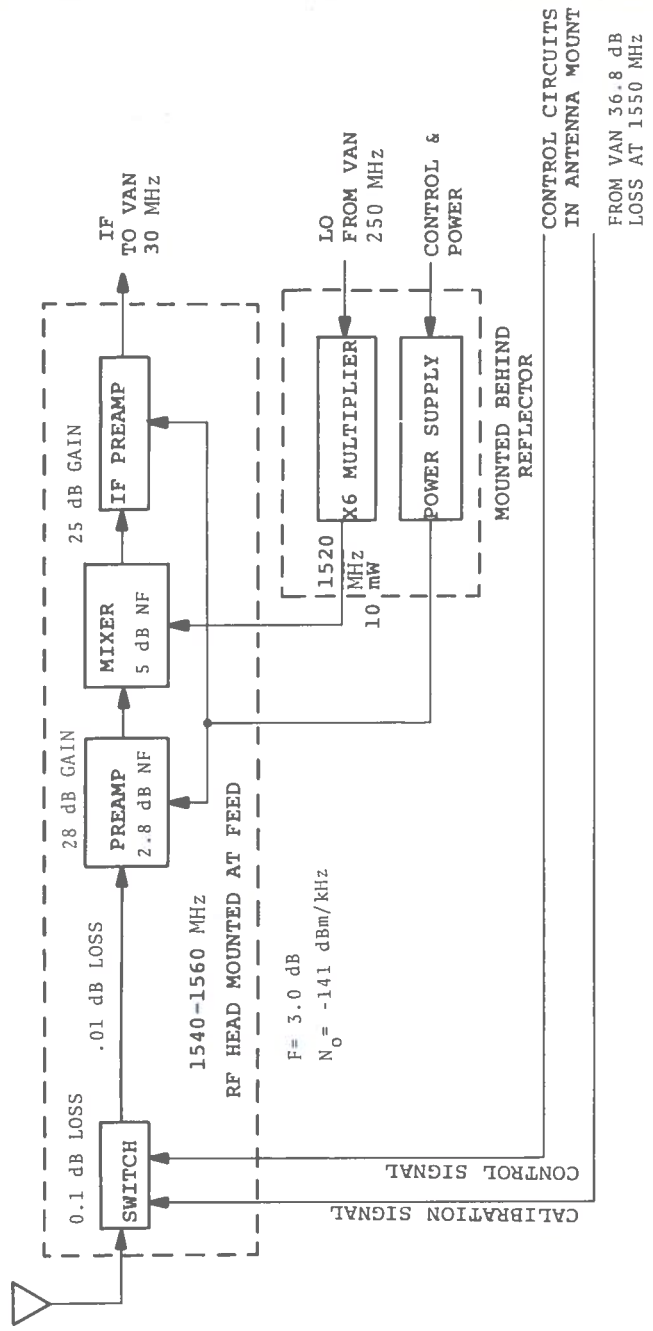 0.1 dB LOSS
SWITCH
.01 dB LOSS
28 dB GAIN
PREAMP
2.8 dB NF
MIXER
5 dB NF
25 dB GAIN
IF PREAMP
IF
TO VAN
30 MHz
1540-1560 MHz
RF HEAD MOUNTED AT FEED
F= 3.0 dB
No= -141 dBm/kHz
1520
MHz
10 mW
X6 MULTIPLIER
POWER SUPPLY
LO
FROM VAN
250 MHz
CONTROL &
POWER
MOUNTED BEHIND
REFLECTOR
CONTROL SIGNAL
CALIBRATION SIGNAL
CONTROL CIRCUITS
IN ANTENNA MOUNT
FROM VAN 36.8 dB
LOSS AT 1550 MHz